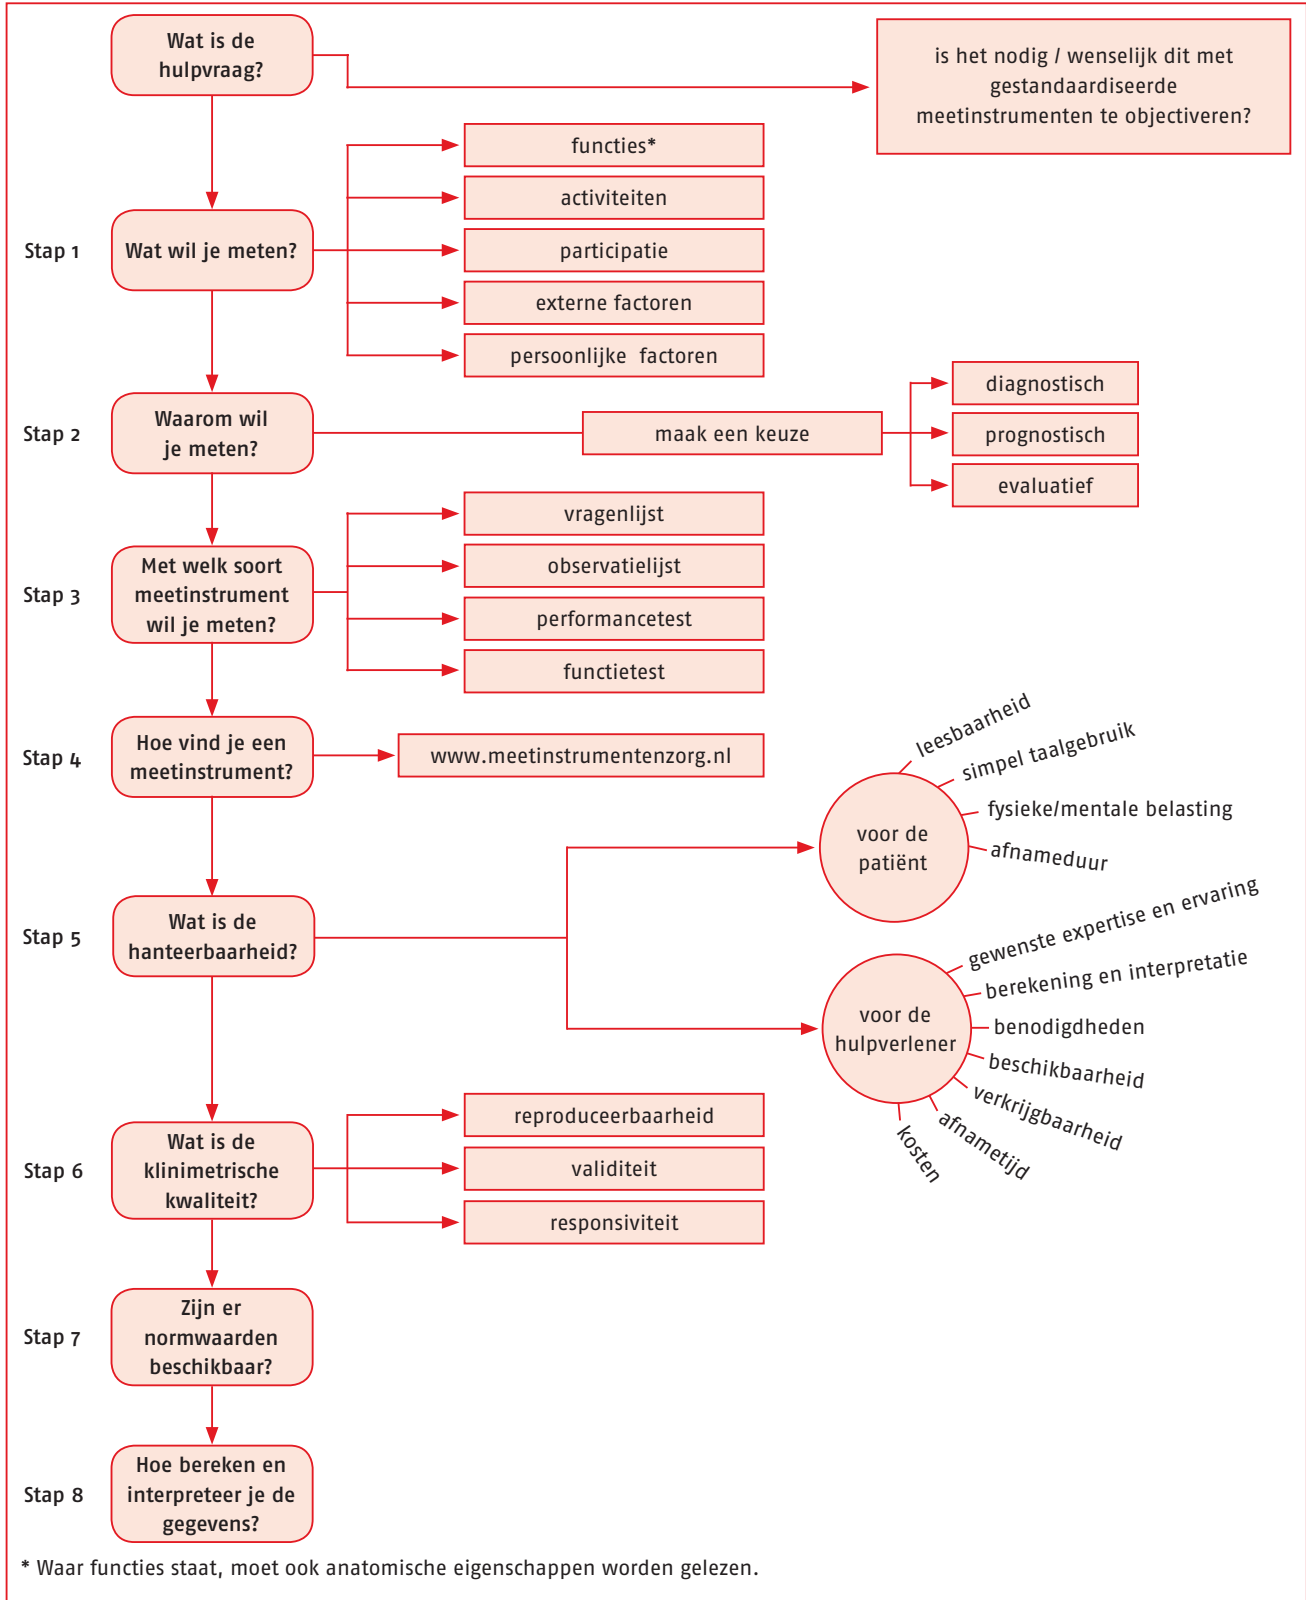 Wat is de
hulpvraag?
is het nodig / wenselijk dit met
gestandaardiseerde
meetinstrumenten te objectiveren?
Stap 1
Wat wil je meten?
functies*
activiteiten
participatie
externe factoren
persoonlijke factoren
Stap 2
Waarom wil
je meten?
maak een keuze
diagnostisch
prognostisch
evaluatief
Stap 3
Met welk soort
meetinstrument
wil je meten?
vragenlijst
observatielijst
performancetest
functietest
Stap 4
Hoe vind je een
meetinstrument?
www.meetinstrumentenzorg.nl
Stap 5
Wat is de
hanteerbaarheid?
voor de
patiënt
leesbaarheid
simpel taalgebruik
fysieke/mentale belasting
afnameduur
voor de
hulpverlener
gewenste expertise en ervaring
berekening en interpretatie
benodigdheden
beschikbaarheid
verkrijgbaarheid
afnametijd
kosten
Stap 6
Wat is de
klinimetrische
kwaliteit?
reproduceerbaarheid
validiteit
responsiviteit
Stap 7
Zijn er
normwaarden
beschikbaar?
Stap 8
Hoe bereken en
interpreteer je de
gegevens?
* Waar functies staat, moet ook anatomische eigenschappen worden gelezen.